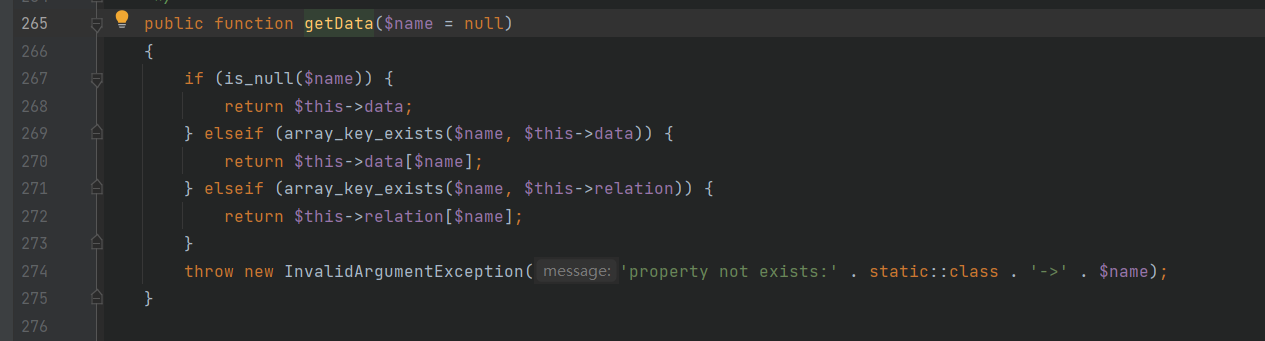 265 public function getData($name = null)
266 {
267 if (is_null($name)) {
268 return $this->data;
269 } elseif (array_key_exists($name, $this->data)) {
270 return $this->data[$name];
271 } elseif (array_key_exists($name, $this->relation)) {
272 return $this->relation[$name];
273 }
274 throw new InvalidArgumentException( message: 'property not exists:' . static::class . '->' . $name);
275 }
276